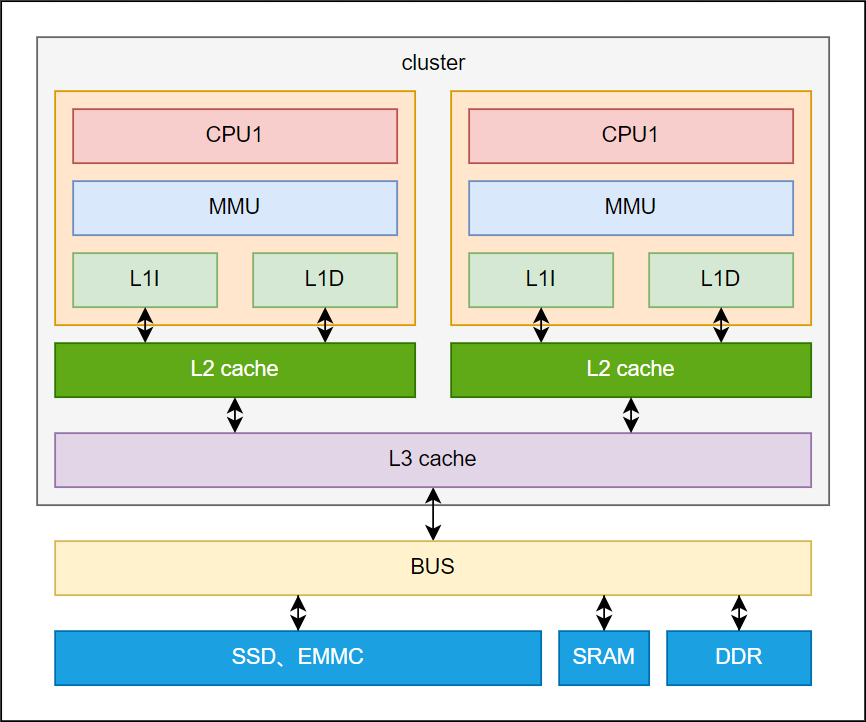 cluster
CPU1
CPU1
MMU
MMU
L1I
L1D
L1I
L1D
L2 cache
L2 cache
L3 cache
BUS
SSD、EMMC
SRAM
DDR